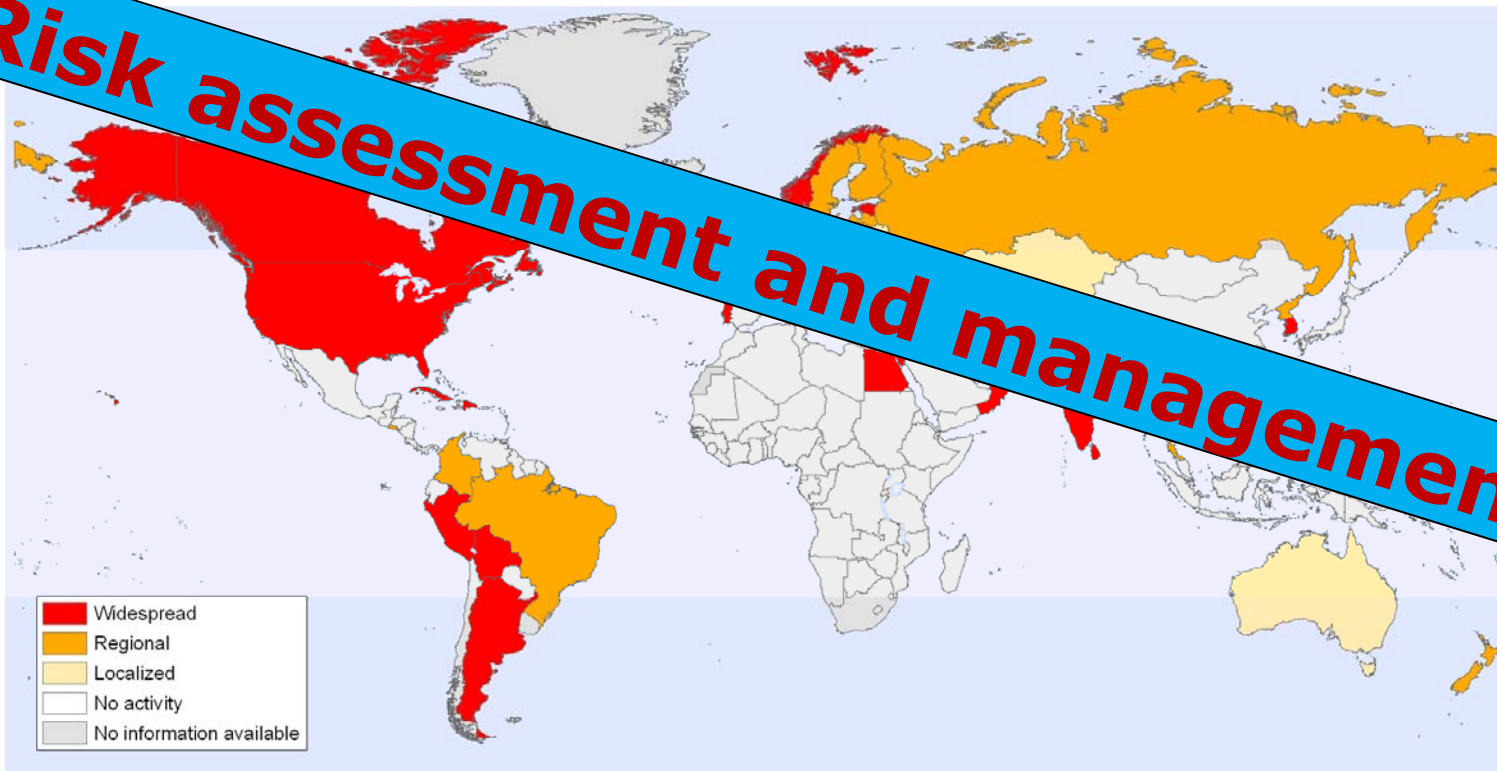 Risk assessment and managemen
Widespread
Regional
Localized
No activity
No information available